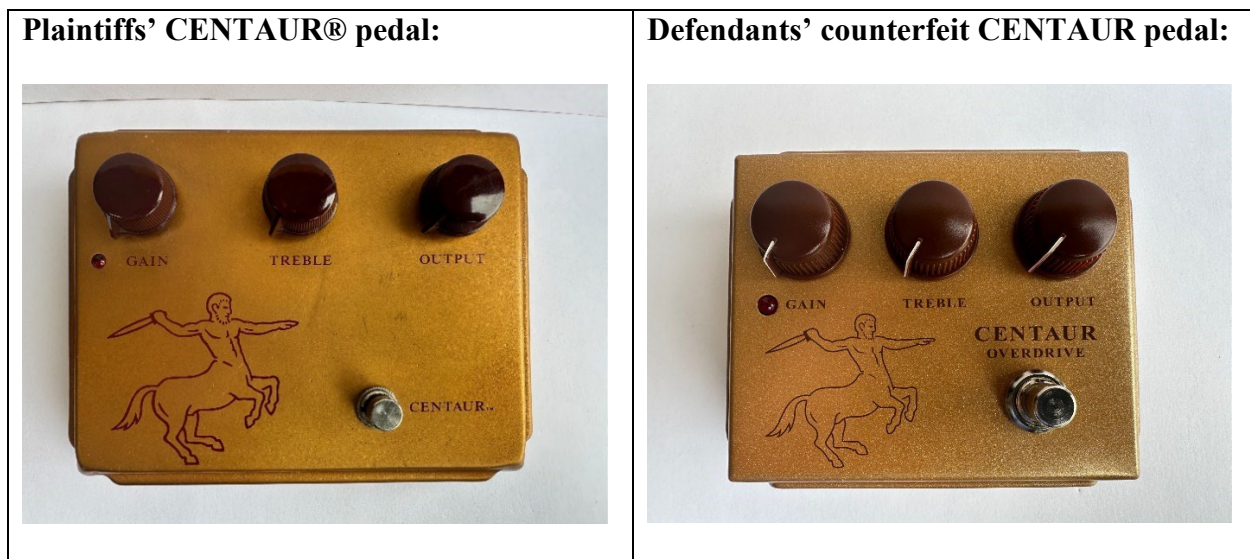 Plaintiffs’ CENTAUR® pedal:
GAIN TREBLE OUTPUT
CENTAUR™
Defendants’ counterfeit CENTAUR pedal:
GAIN TREBLE OUTPUT
CENTAUR
OVERDRIVE